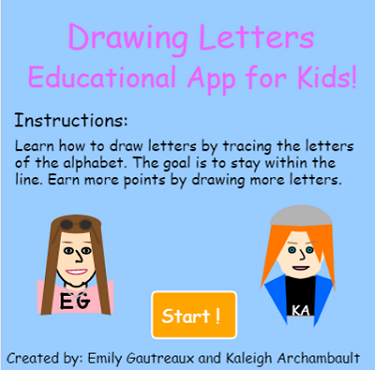 Drawing Letters
Educational App for Kids!
Instructions:
Learn how to draw letters by tracing the letters
of the alphabet. The goal is to stay within the
line. Earn more points by drawing more letters.
EG
KA
Start !
Created by: Emily Gautreaux and Kaleigh Archambault